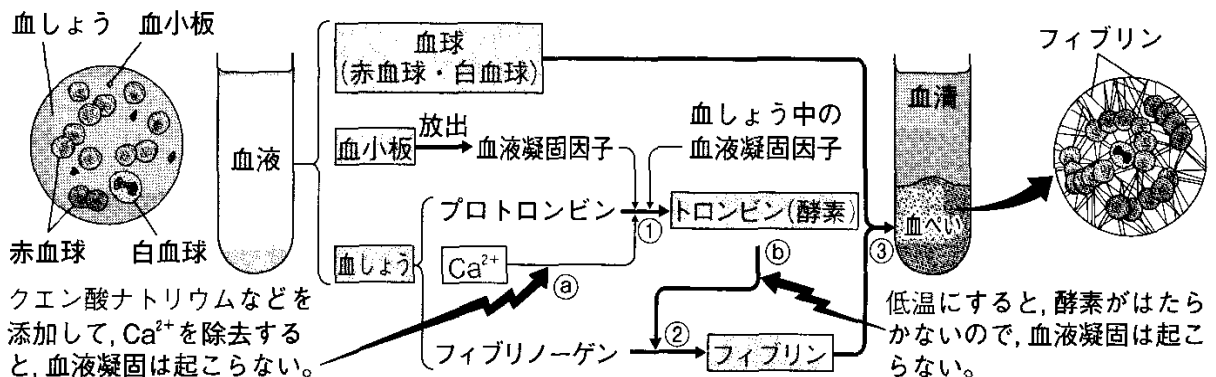 血しょう
血小板
赤血球
白血球
血液
血球
(赤血球・白血球)
血小板
放出
血液凝固因子
血しょう中の
血液凝固因子
血しょう
プロトロンビン
①
トロンビン(酵素)
Ca²⁺
ⓐ
ⓑ
フィブリノーゲン
②
フィブリン
③
血清
血ぺい
フィブリン
クエン酸ナトリウムなどを
添加して, Ca²⁺を除去する
と, 血液凝固は起こらない。
低温にすると, 酵素がはたら
かないので, 血液凝固は起こ
らない。